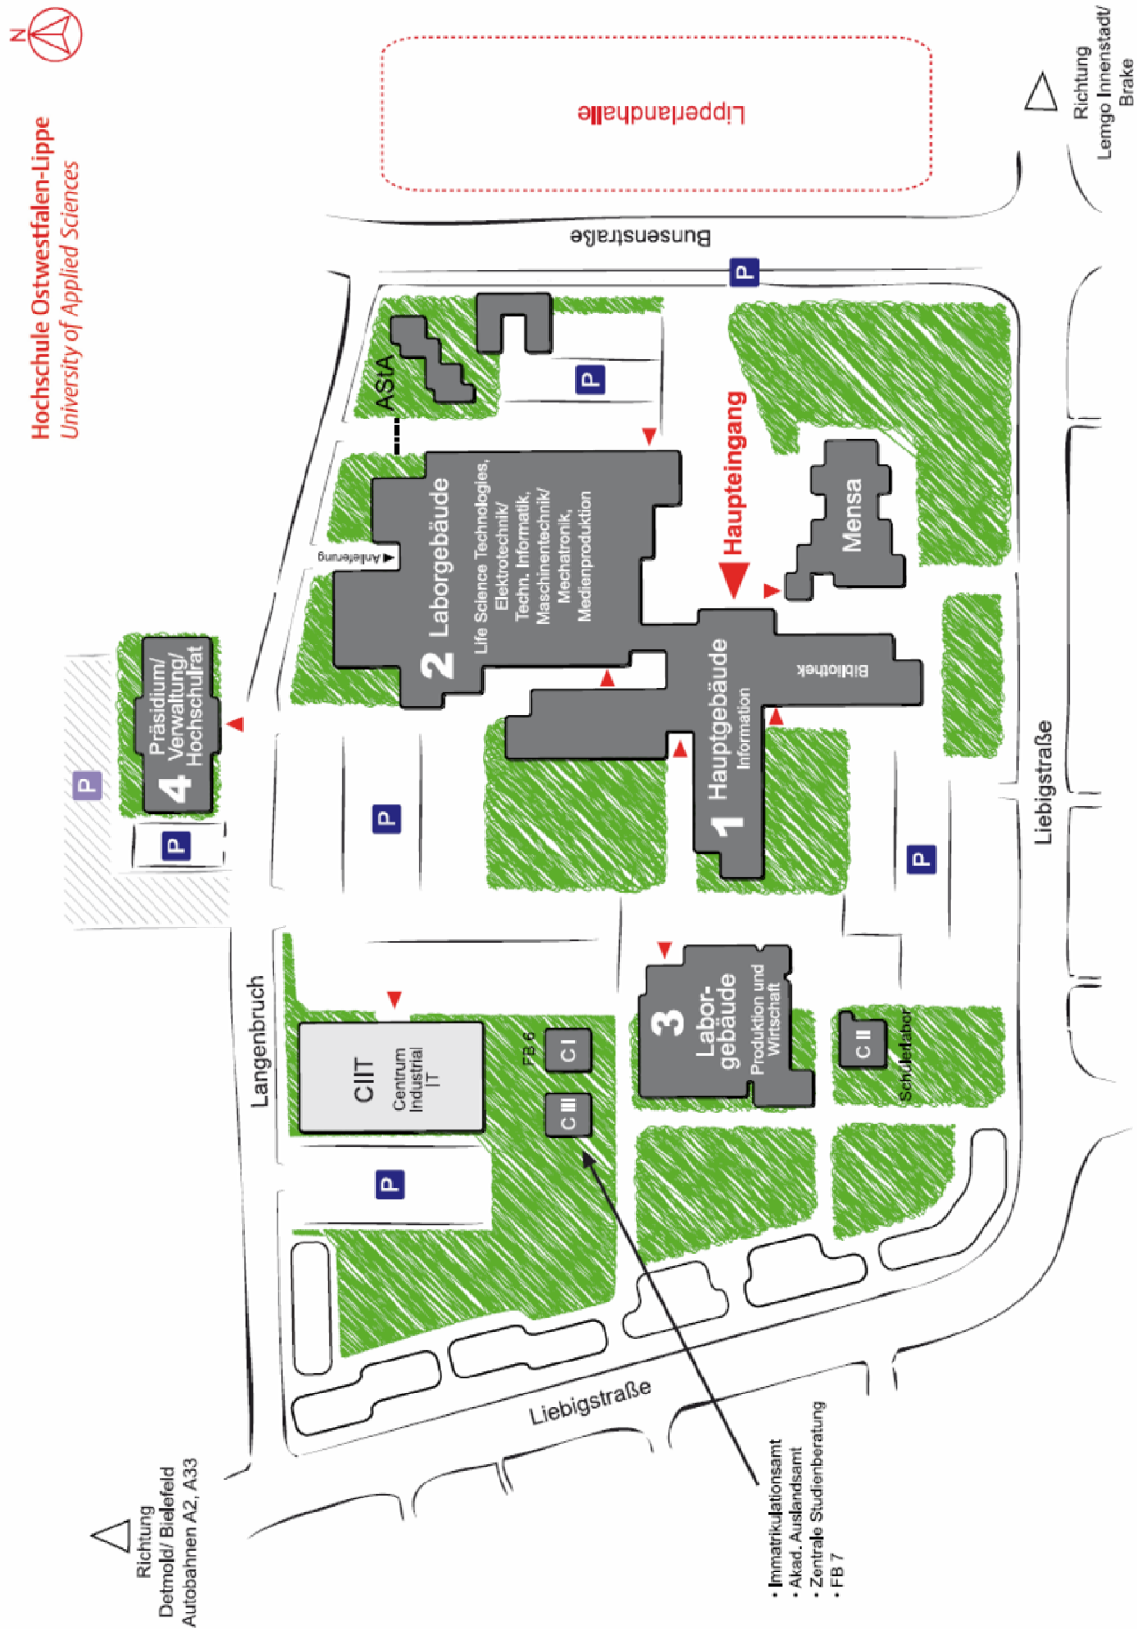 N
Hochschule Ostwestfalen-Lippe
University of Applied Sciences
Richtung
Detmold/ Bielefeld
Autobahnen A2, A33
Richtung
Lemgo Innenstadt/
Brake
Lipperlandhalle
Bunsenstraße
Langenbruch
Liebigstraße
Liebigstraße
P
P
4
Präsidium/
Verwaltung/
Hochschulrat
Anlieferung
AStA
P
P
P
P
P
P
2 Laborgebäude
Life Science Technologies,
Elektrotechnik/
Techn. Informatik,
Maschinentechnik/
Mechatronik,
Medienproduktion
Haupteingang
Mensa
1 Hauptgebäude
Information
Bibliothek
3
Labor-
gebäude
Produktion und
Wirtschaft
CIIT
Centrum
Industrial
IT
FB 6
C I
C III
C II
Schülerlabor
• Immatrikulationsamt
• Akad. Auslandsamt
• Zentrale Studienberatung
• FB 7